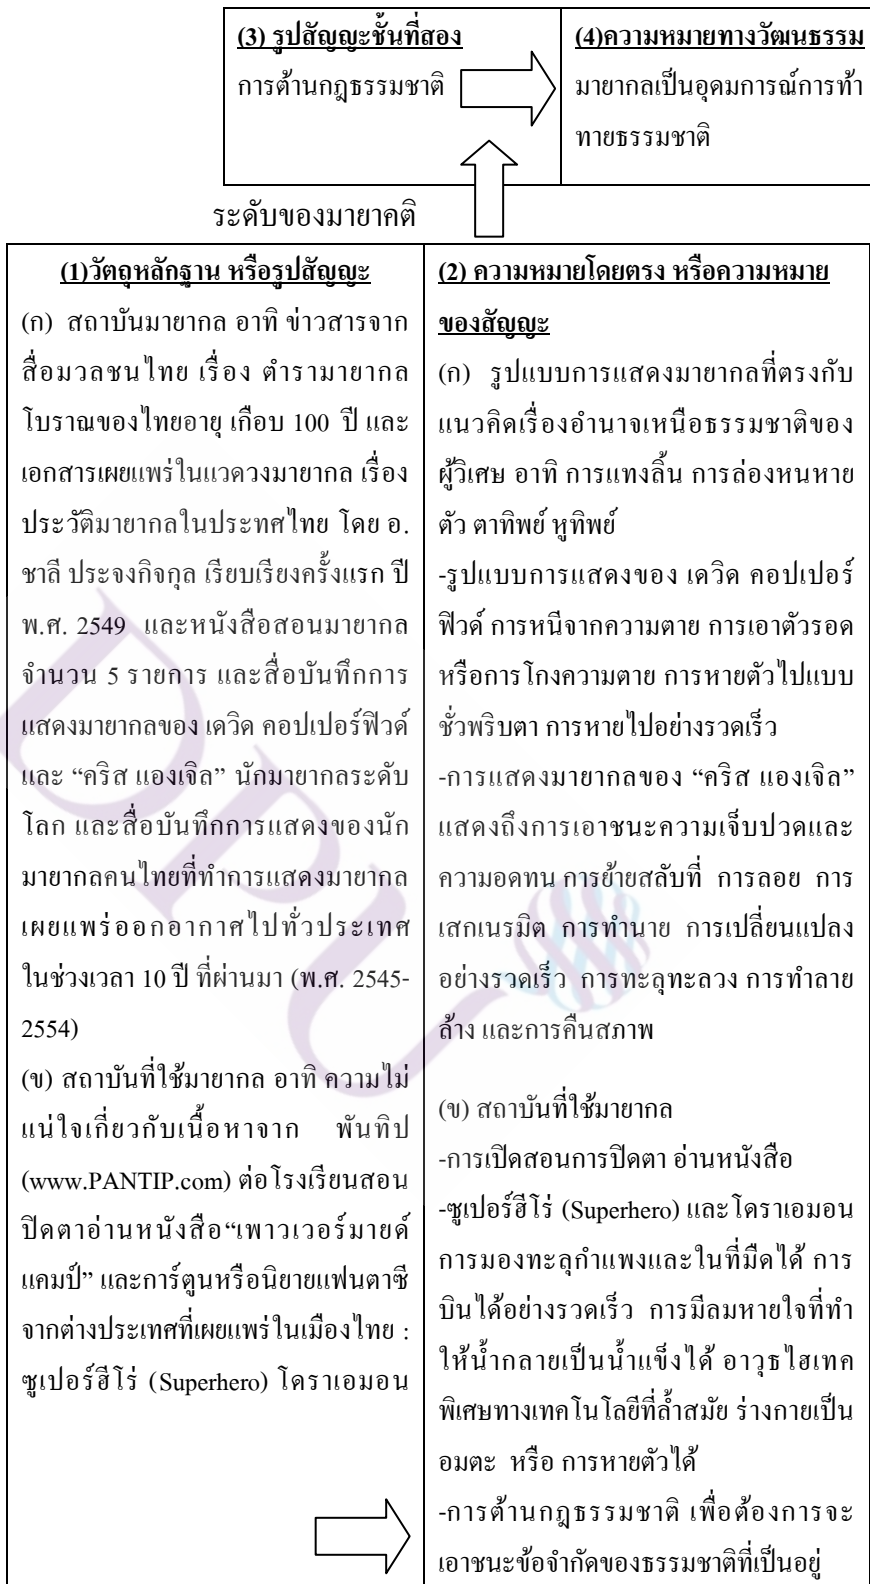 (3) รูปสัญญะชั้นที่สอง
การต้านกฎธรรมชาติ
(4)ความหมายทางวัฒนธรรม
มายากลเป็นอุดมการณ์การท้า
ทายธรรมชาติ
ระดับของมายาคติ
(1)วัตถุหลักฐาน หรือรูปสัญญะ
(ก) สถาบันมายากล อาทิ ข่าวสารจาก
สื่อมวลชนไทย เรื่อง ตำรามายากล
โบราณของไทยอายุ เกือบ 100 ปี และ
เอกสารเผยแพร่ในแวดวงมายากล เรื่อง
ประวัติมายากลในประทศไทย โดย อ.
ชาลี ประจงกิจกุล เรียบเรียงครั้งแรก ปี
พ.ศ. 2549 และหนังสือสอนมายากล
จำนวน 5 รายการ และสื่อบันทึกการ
แสดงมายากลของ เดวิด คอปเปอร์ฟิวด์
และ “คริส แองเจิล” นักมายากลระดับ
โลก และสื่อบันทึกการแสดงของนัก
มายากลคนไทยที่ทำการแสดงมายากล
เผยแพร่ออกอากาศไปทั่วประเทศ
ในช่วงเวลา 10 ปี ที่ผ่านมา (พ.ศ. 2545-
2554)
(ข) สถาบันที่ใช้มายากล อาทิ ความไม่
แน่ใจเกี่ยวกับเนื้อหาจาก พันทิป
(www.PANTIP.com) ต่อโรงเรียนสอน
ปิดตาอ่านหนังสือ“เพาวเวอร์มายด์
แคมป์” และการ์ตูนหรือนิยายแฟนตาซี
จากต่างประเทศที่เผยแพร่ในเมืองไทย :
ซูเปอร์ฮีโร่ (Superhero) โดราเอมอน
(2) ความหมายโดยตรง หรือความหมาย
ของสัญญะ
(ก) รูปแบบการแสดงมายากลที่ตรงกับ
แนวคิดเรื่องอำนาจเหนือธรรมชาติของ
ผู้วิเศษ อาทิ การแทงลิ้น การล่องหนหาย
ตัว ตาทิพย์ หูทิพย์
-รูปแบบการแสดงของ เดวิด คอปเปอร์
ฟิวด์ การหนีจากความตาย การเอาตัวรอด
หรือการโกงความตาย การหายตัวไปแบบ
ชั่วพริบตา การหายไปอย่างรวดเร็ว
-การแสดงมายากลของ “คริส แองเจิล”
แสดงถึงการเอาชนะความเจ็บปวดและ
ความอดทน การย้ายสลับที่ การลอย การ
เสกเนรมิต การทำนาย การเปลี่ยนแปลง
อย่างรวดเร็ว การทะลุทะลวง การทำลาย
ล้าง และการคืนสภาพ
(ข) สถาบันที่ใช้มายากล
-การเปิดสอนการปิดตา อ่านหนังสือ
-ซูเปอร์ฮีโร่ (Superhero) และโดราเอมอน
การมองทะลุกำแพงและในที่มืดได้ การ
บินได้อย่างรวดเร็ว การมีลมหายใจที่ทำ
ให้น้ำกลายเป็นน้ำแข็งได้ อาวุธไฮเทค
พิเศษทางเทคโนโลยีที่ล้ำสมัย ร่างกายเป็น
อมตะ หรือ การหายตัวได้
-การต้านกฎธรรมชาติ เพื่อต้องการจะ
เอาชนะข้อจำกัดของธรรมชาติที่เป็นอยู่
DPU